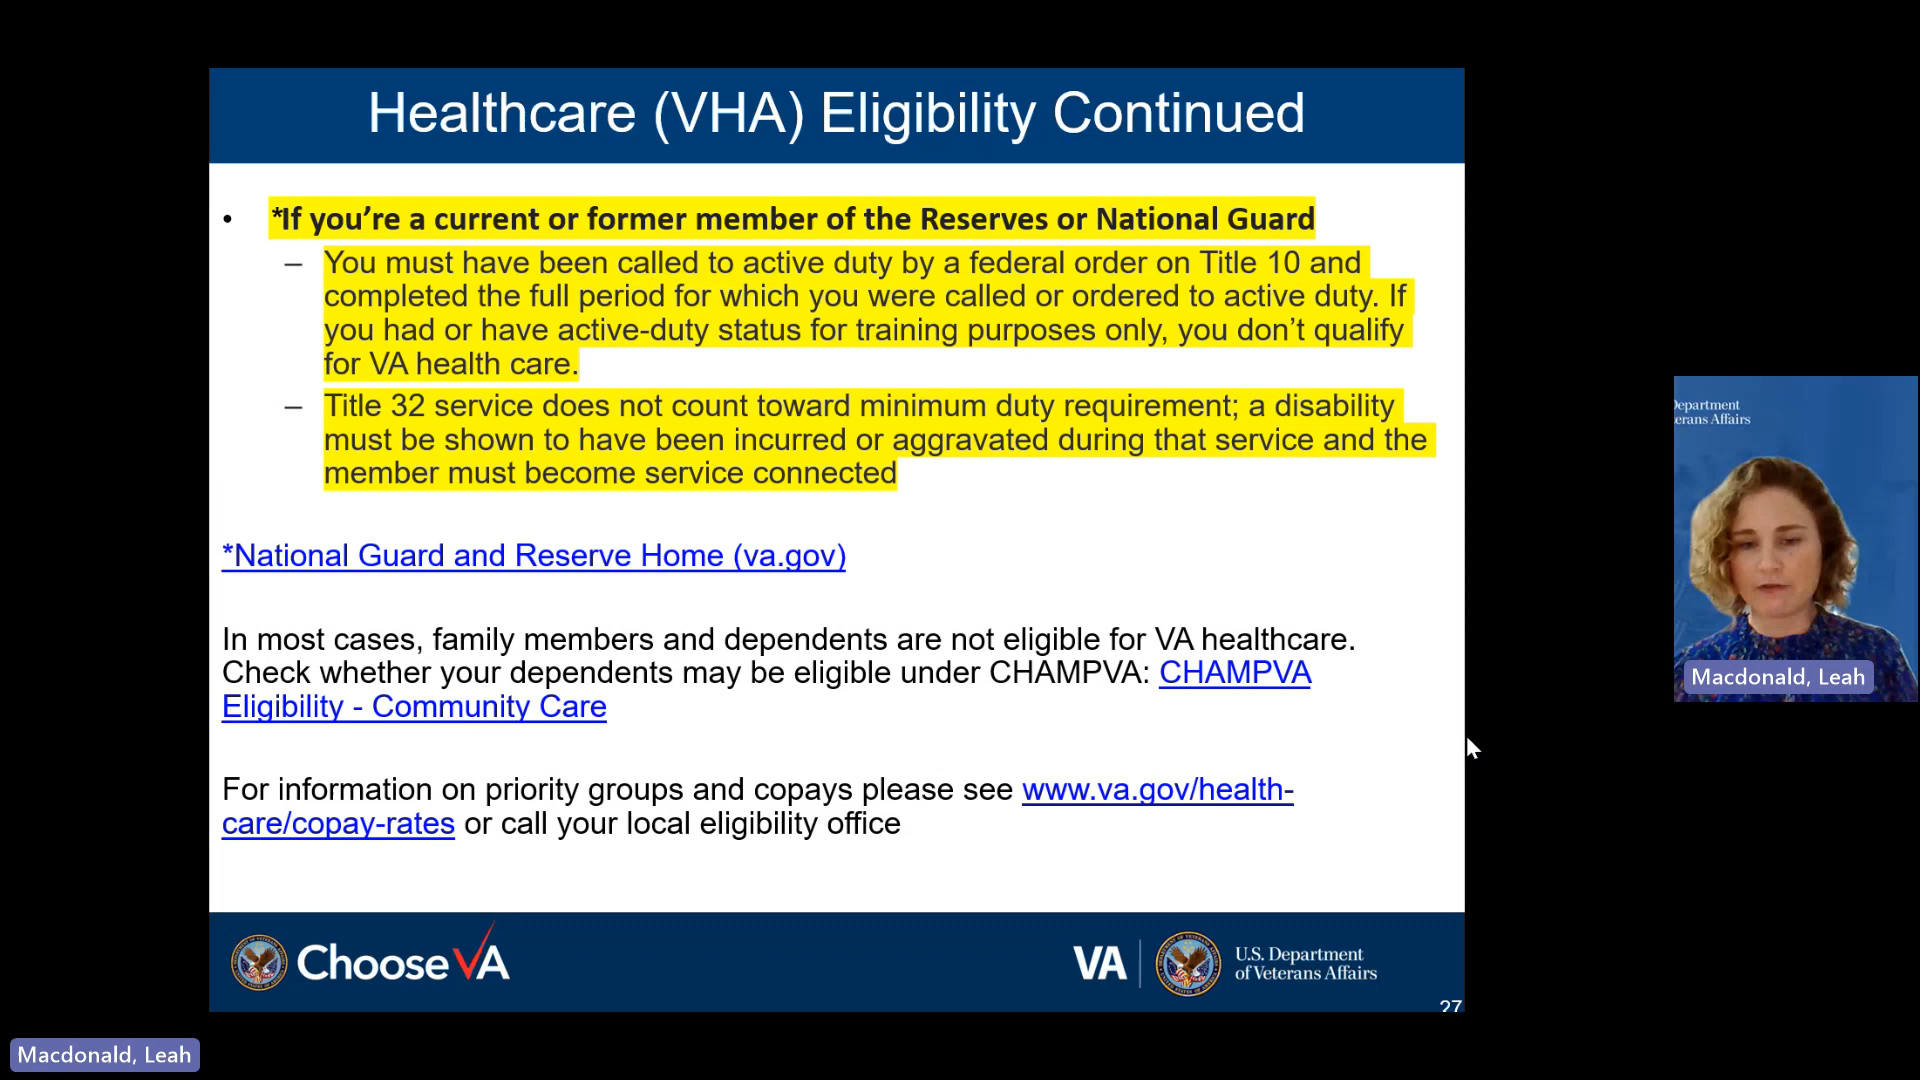 Healthcare (VHA) Eligibility Continued
• *If you’re a current or former member of the Reserves or National Guard
– You must have been called to active duty by a federal order on Title 10 and
completed the full period for which you were called or ordered to active duty. If
you had or have active-duty status for training purposes only, you don’t qualify
for VA health care.
– Title 32 service does not count toward minimum duty requirement; a disability
must be shown to have been incurred or aggravated during that service and the
member must become service connected
*National Guard and Reserve Home (va.gov)
In most cases, family members and dependents are not eligible for VA healthcare.
Check whether your dependents may be eligible under CHAMPVA: CHAMPVA
Eligibility - Community Care
For information on priority groups and copays please see www.va.gov/health-
care/copay-rates or call your local eligibility office
Choose VA
VA
U.S. Department
of Veterans Affairs
27
epartment
erans Affairs
Macdonald, Leah
Macdonald, Leah